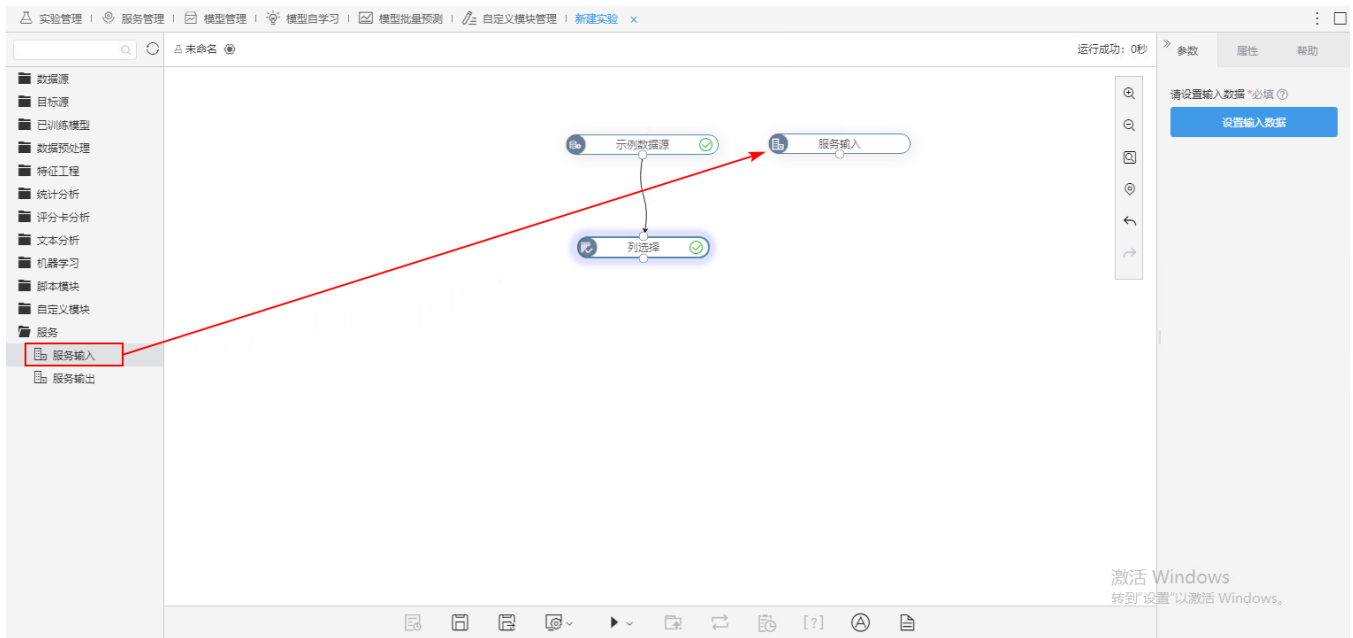 实验管理 服务管理 模型管理 模型自学习 模型批量预测 自定义模块管理 新建实验 ×
未命名 运行成功：0秒 参数 属性 帮助
数据源
目标源
已训练模型
数据预处理
特征工程
统计分析
评分卡分析
文本分析
机器学习
脚本模块
自定义模块
服务
服务输入
服务输出
示例数据源 服务输入
列选择
请设置输入数据 *必填 ?
设置输入数据
激活 Windows
转到"设置"以激活 Windows。
[?] A